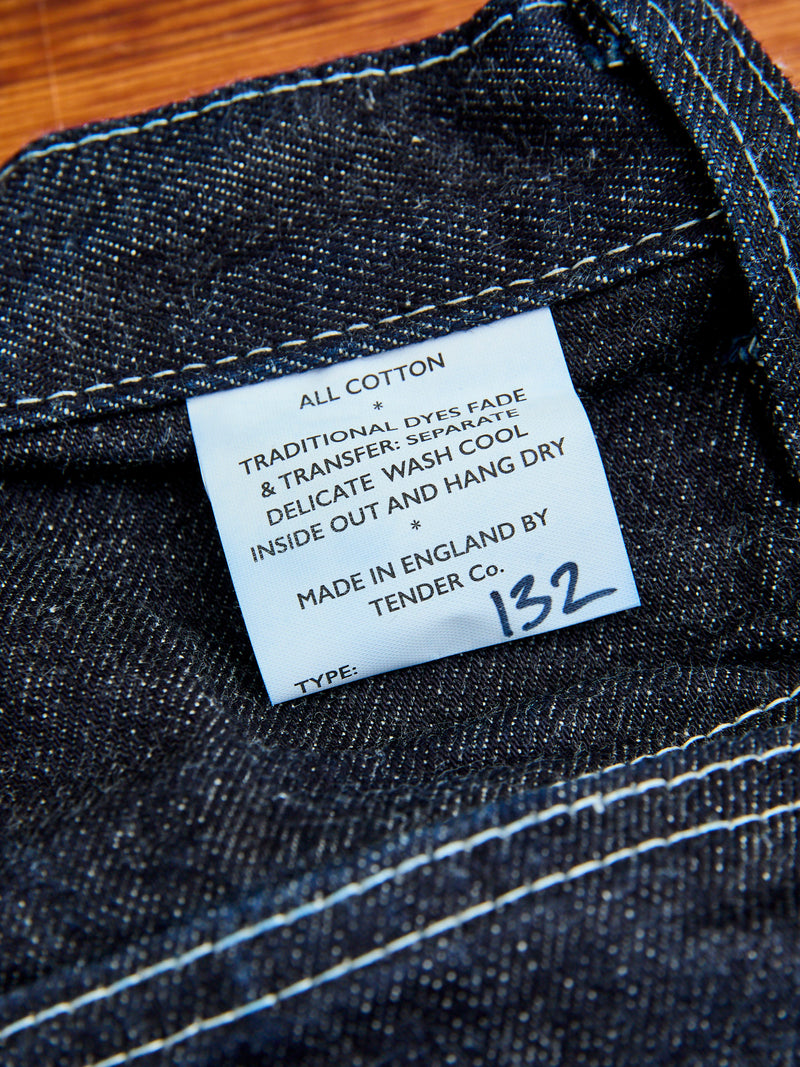 ALL COTTON
*
TRADITIONAL DYES FADE
& TRANSFER: SEPARATE
DELICATE WASH COOL
INSIDE OUT AND HANG DRY
*
MADE IN ENGLAND BY
TENDER Co.
TYPE: 132